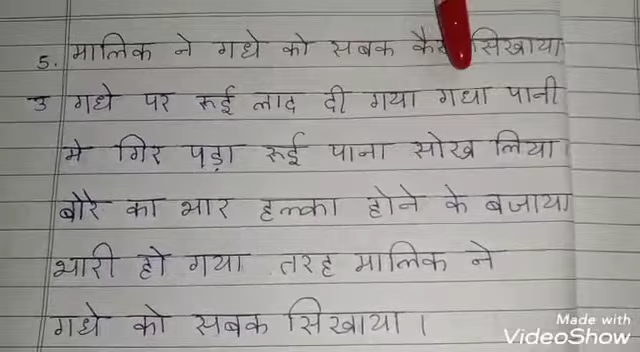 5. मालिक ने गधे को सबक कैसे सिखाया
उ गधे पर रूई लाद दी गया गधा पानी
मे गिर पड़ा रूई पाना सोख लिया
बोरे का भार हल्का होने के बजाया
भारी हो गया तरह मालिक ने
गधे को सबक सिखाया।
Made with
VideoShow